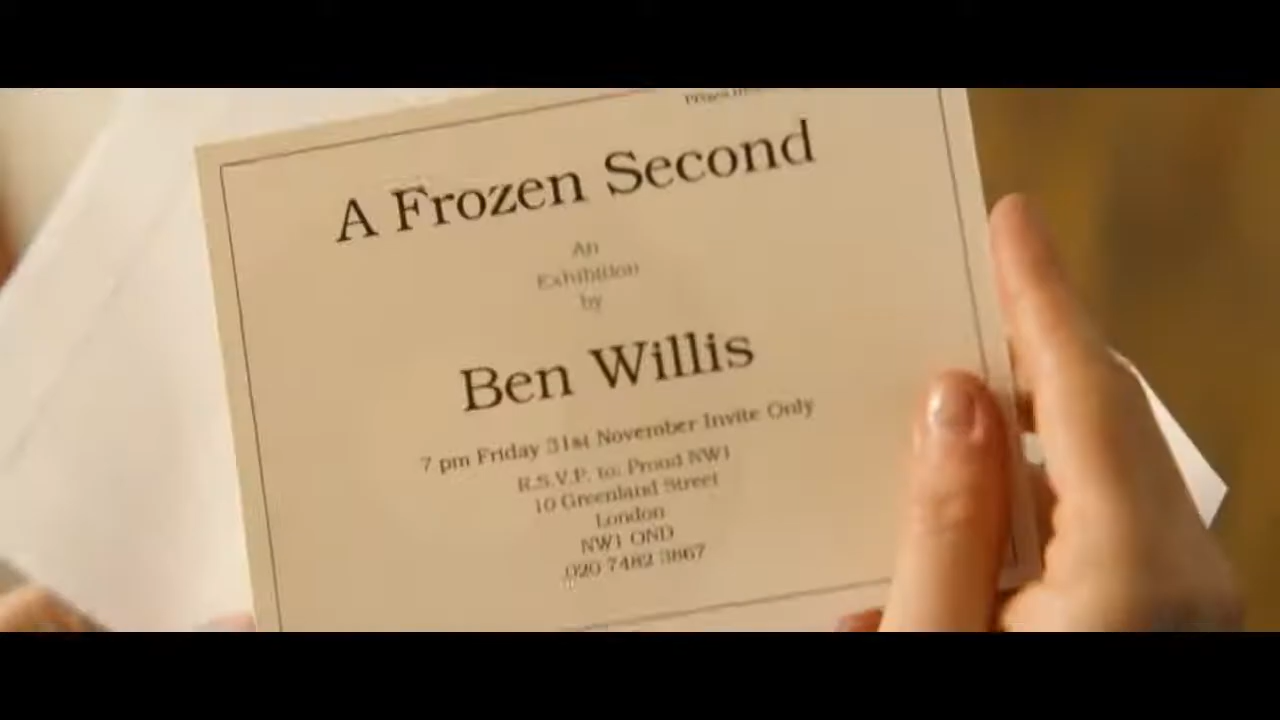 A Frozen Second
An
Exhibition
by
Ben Willis
7 pm Friday 31st November Invite Only
R.S.V.P. to: Proud NW1
10 Greenland Street
London
NW1 OND
020 7482 3867